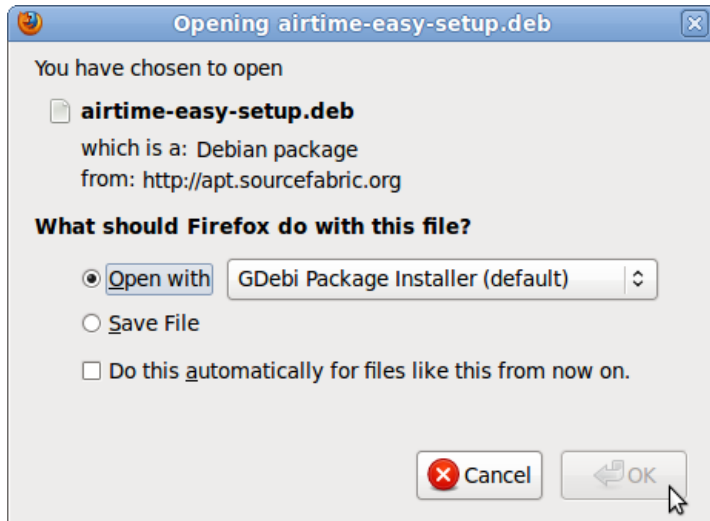 Opening airtime-easy-setup.deb
You have chosen to open
airtime-easy-setup.deb
which is a: Debian package
from: http://apt.sourcefabric.org
What should Firefox do with this file?
Open with GDebi Package Installer (default)
Save File
Do this automatically for files like this from now on.
Cancel OK